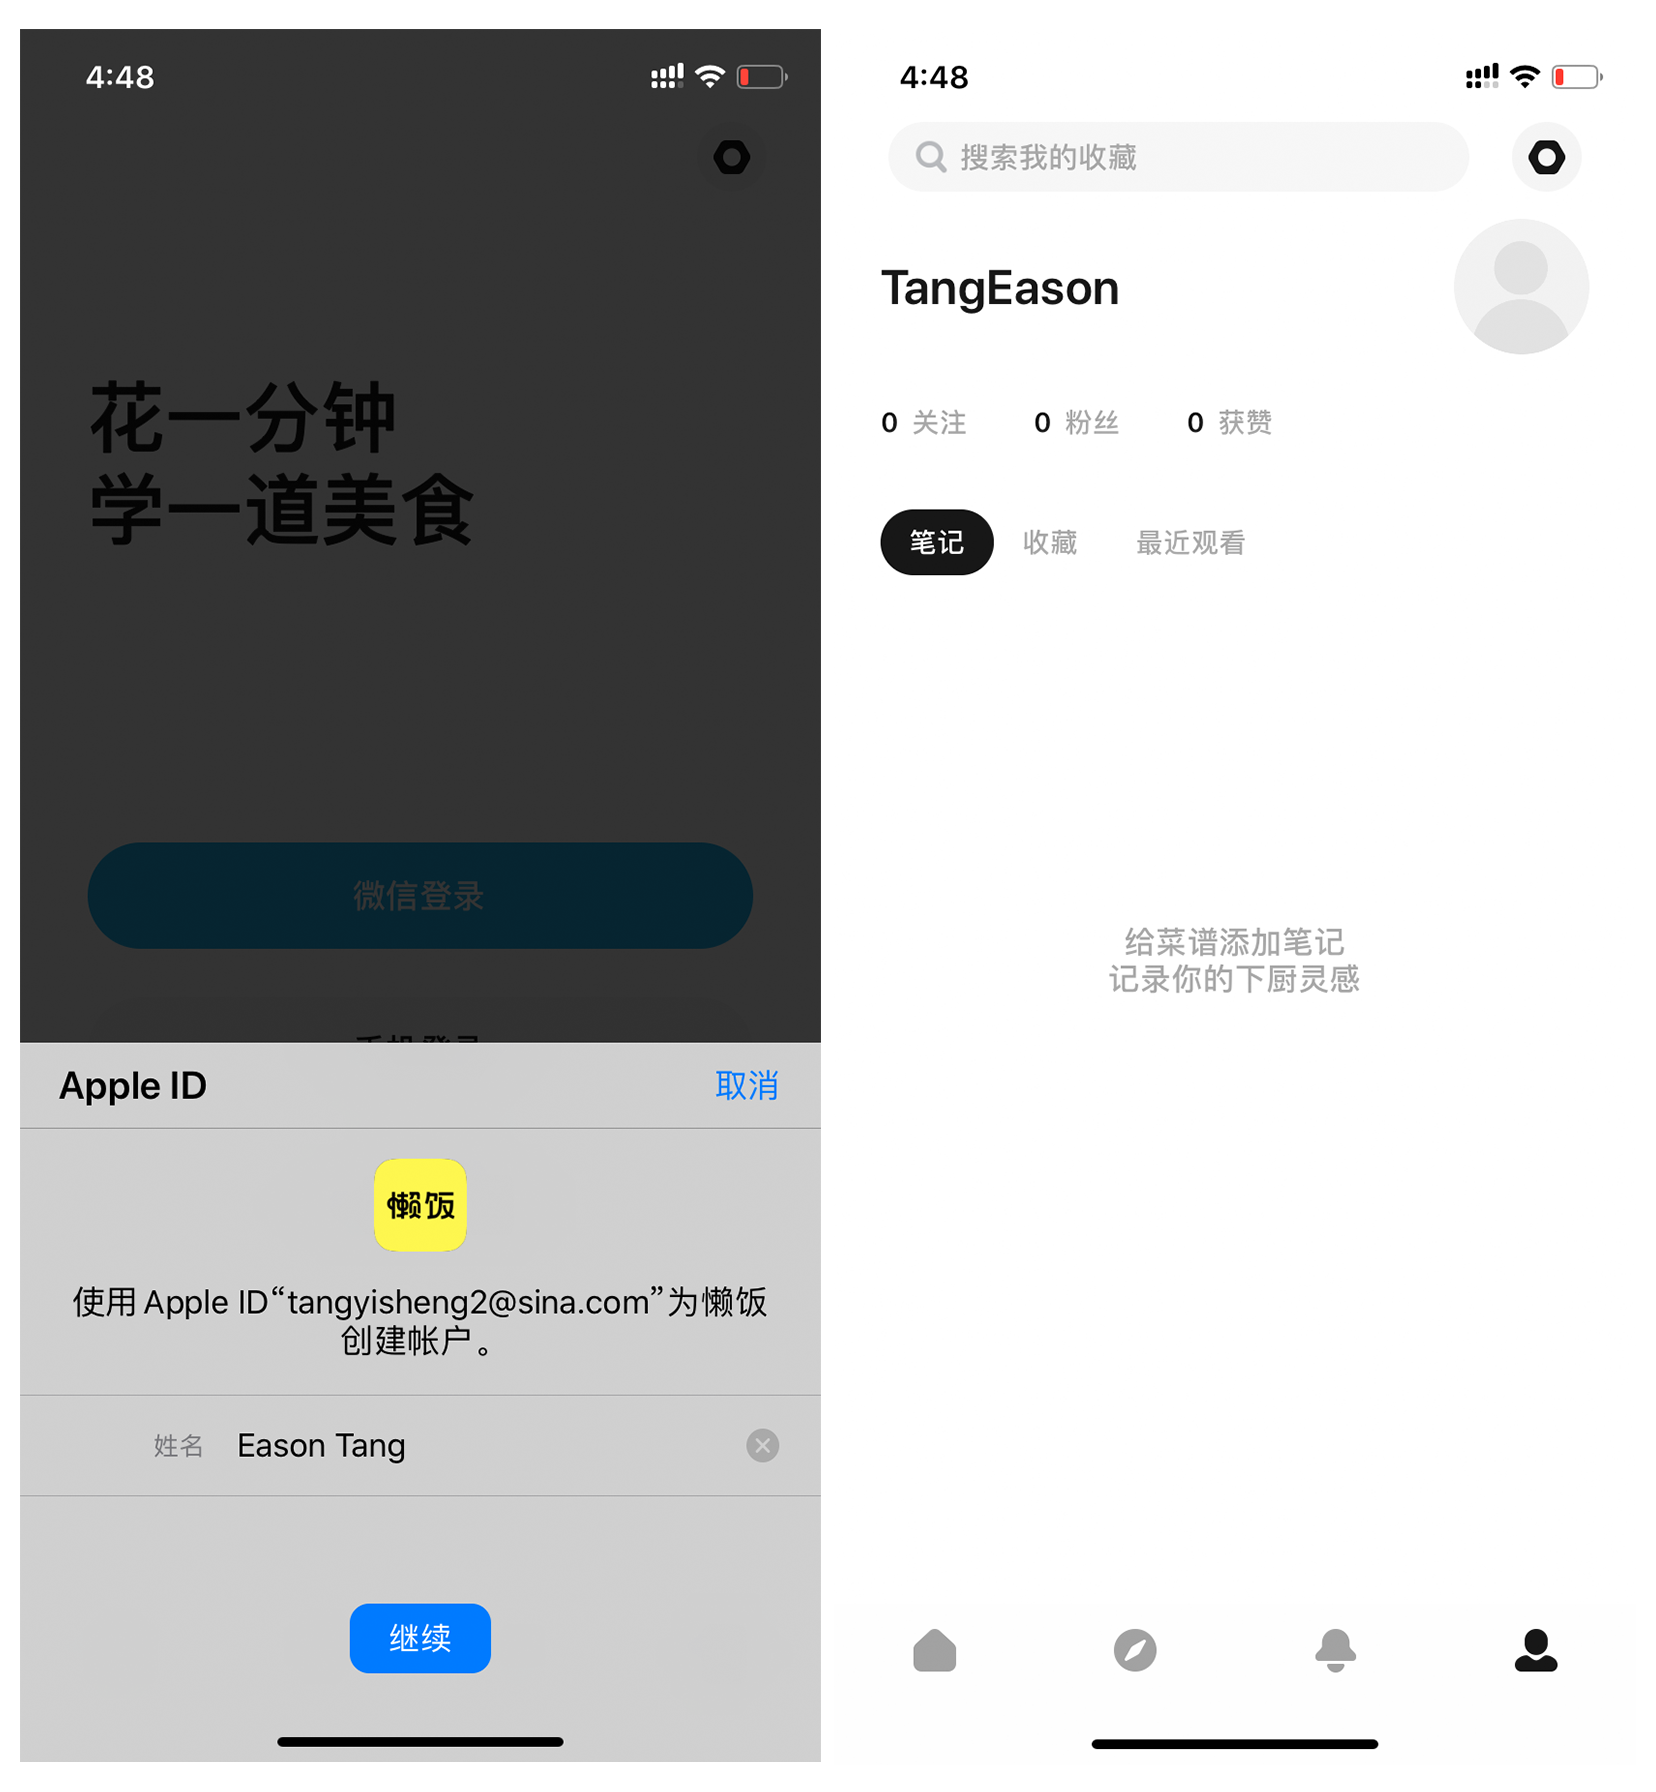 4:48
花一分钟
学一道美食
微信登录
手机登录
Apple ID
取消
懒饭
使用 Apple ID“tangyisheng2@sina.com”为懒饭
创建帐户。
姓名 Eason Tang
继续
4:48
搜索我的收藏
TangEason
0 关注 0 粉丝 0 获赞
笔记 收藏 最近观看
给菜谱添加笔记
记录你的下厨灵感